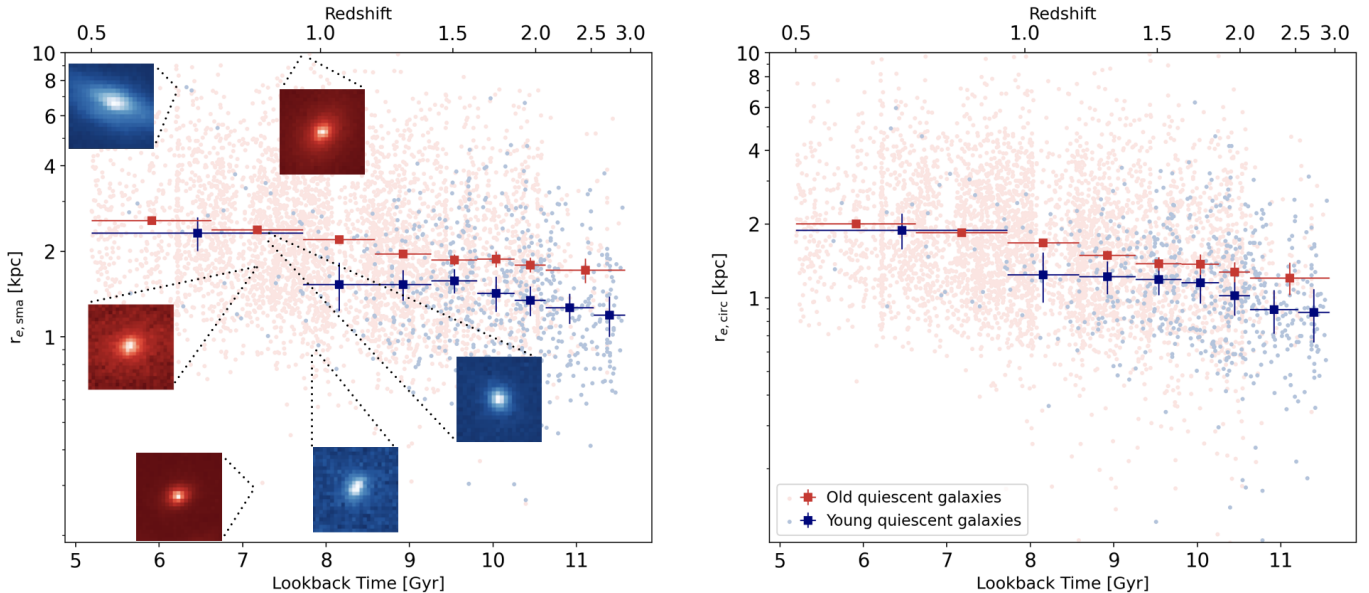 Redshift
0.5 1.0 1.5 2.0 2.5 3.0
10
8
6
4
2
1
r_e, sma [kpc]
5 6 7 8 9 10 11
Lookback Time [Gyr]
Redshift
0.5 1.0 1.5 2.0 2.5 3.0
10
8
6
4
2
1
r_e, circ [kpc]
Old quiescent galaxies
Young quiescent galaxies
5 6 7 8 9 10 11
Lookback Time [Gyr]